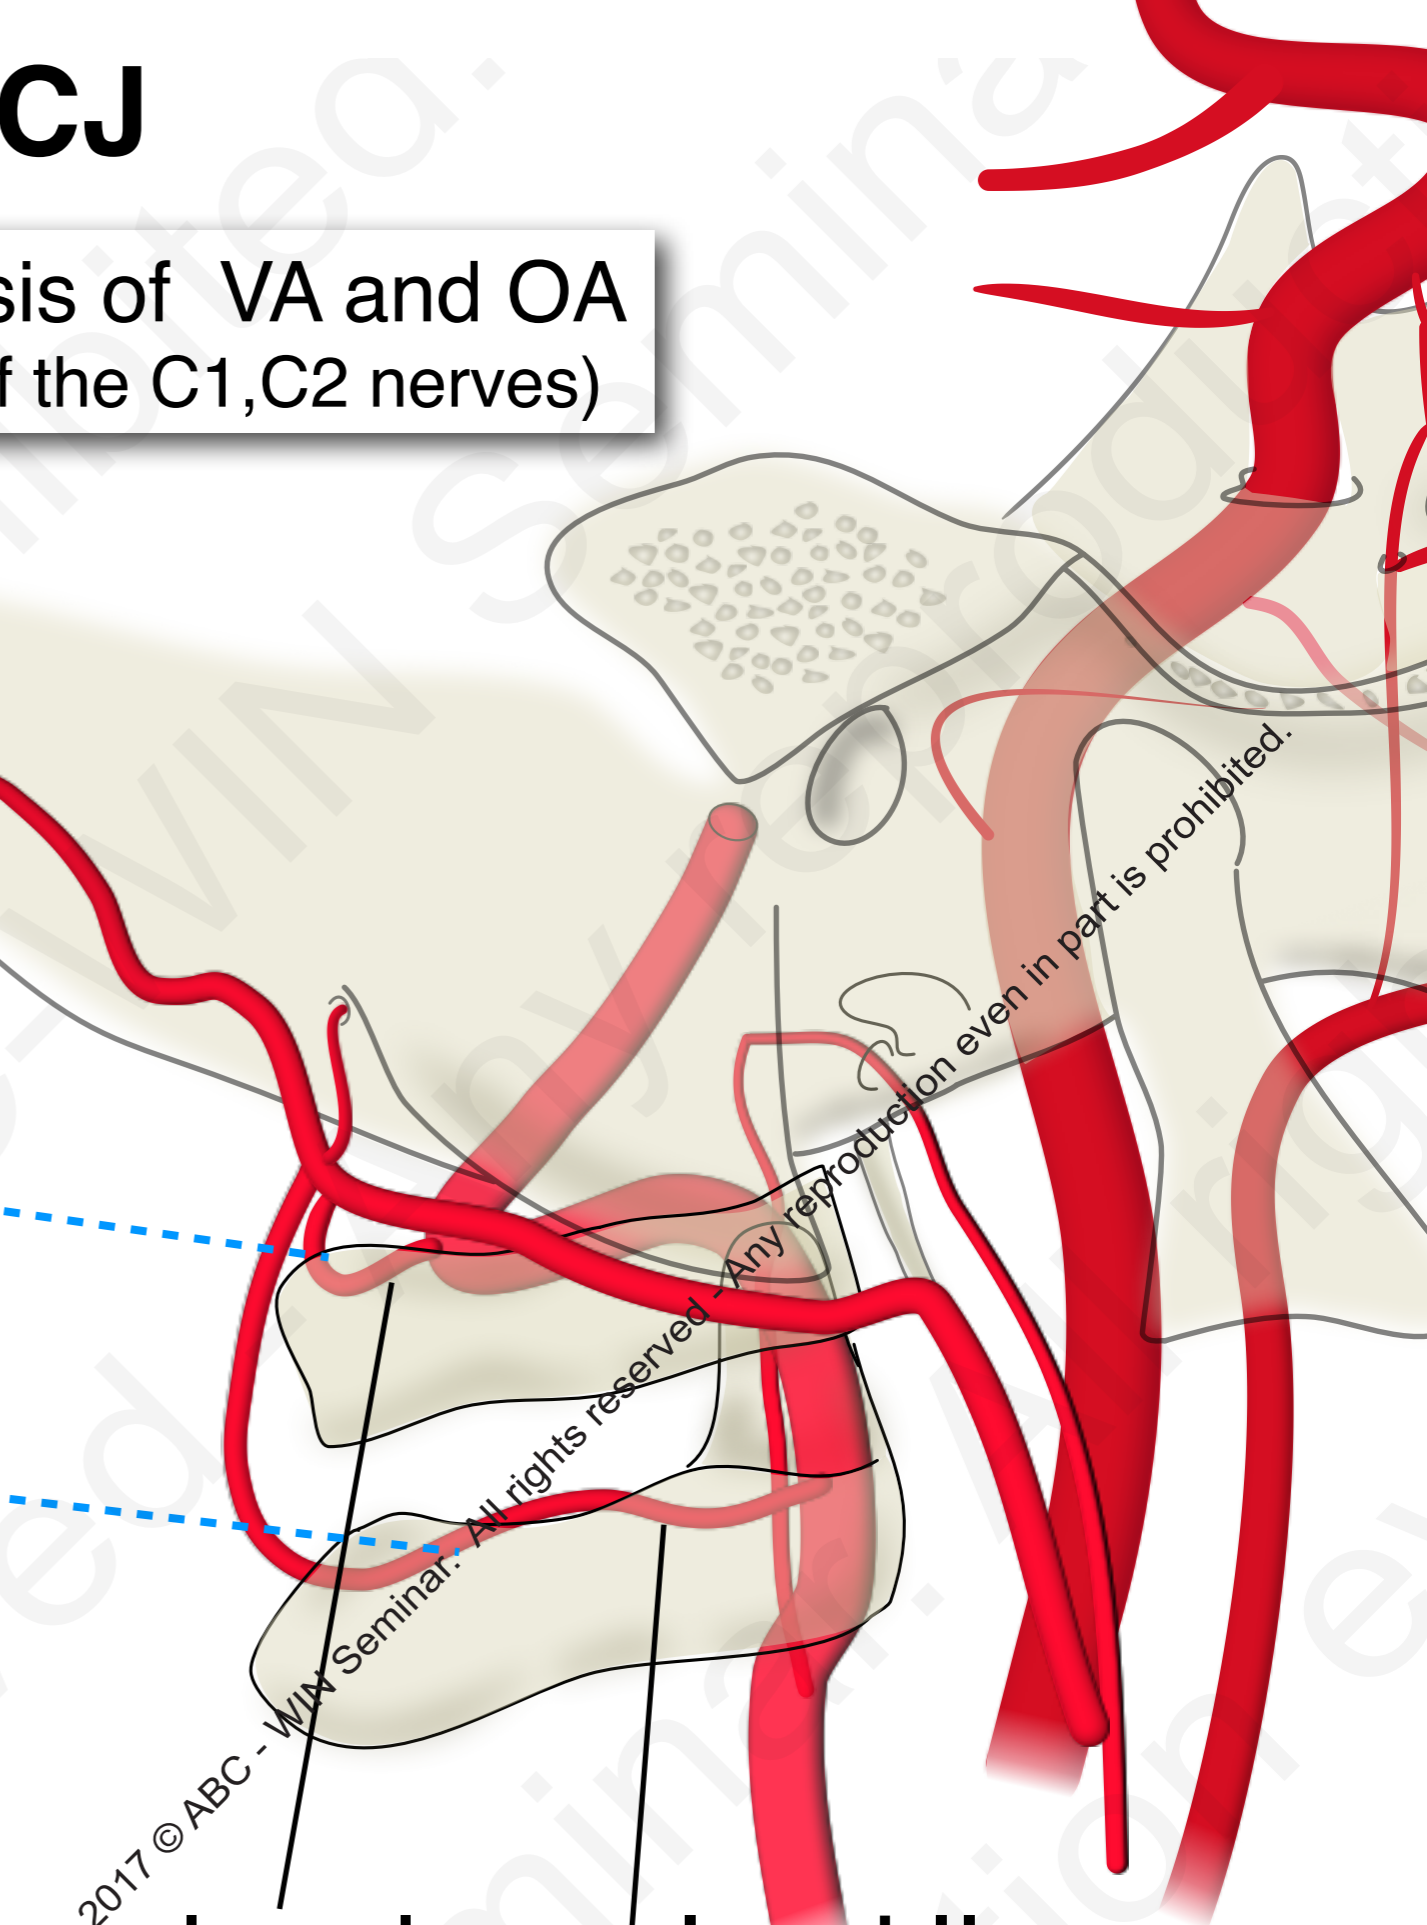 CJ
sis of VA and OA
f the C1,C2 nerves)
2017 © ABC - WIN Seminar. All rights reserved - Any reproduction even in part is prohibited.